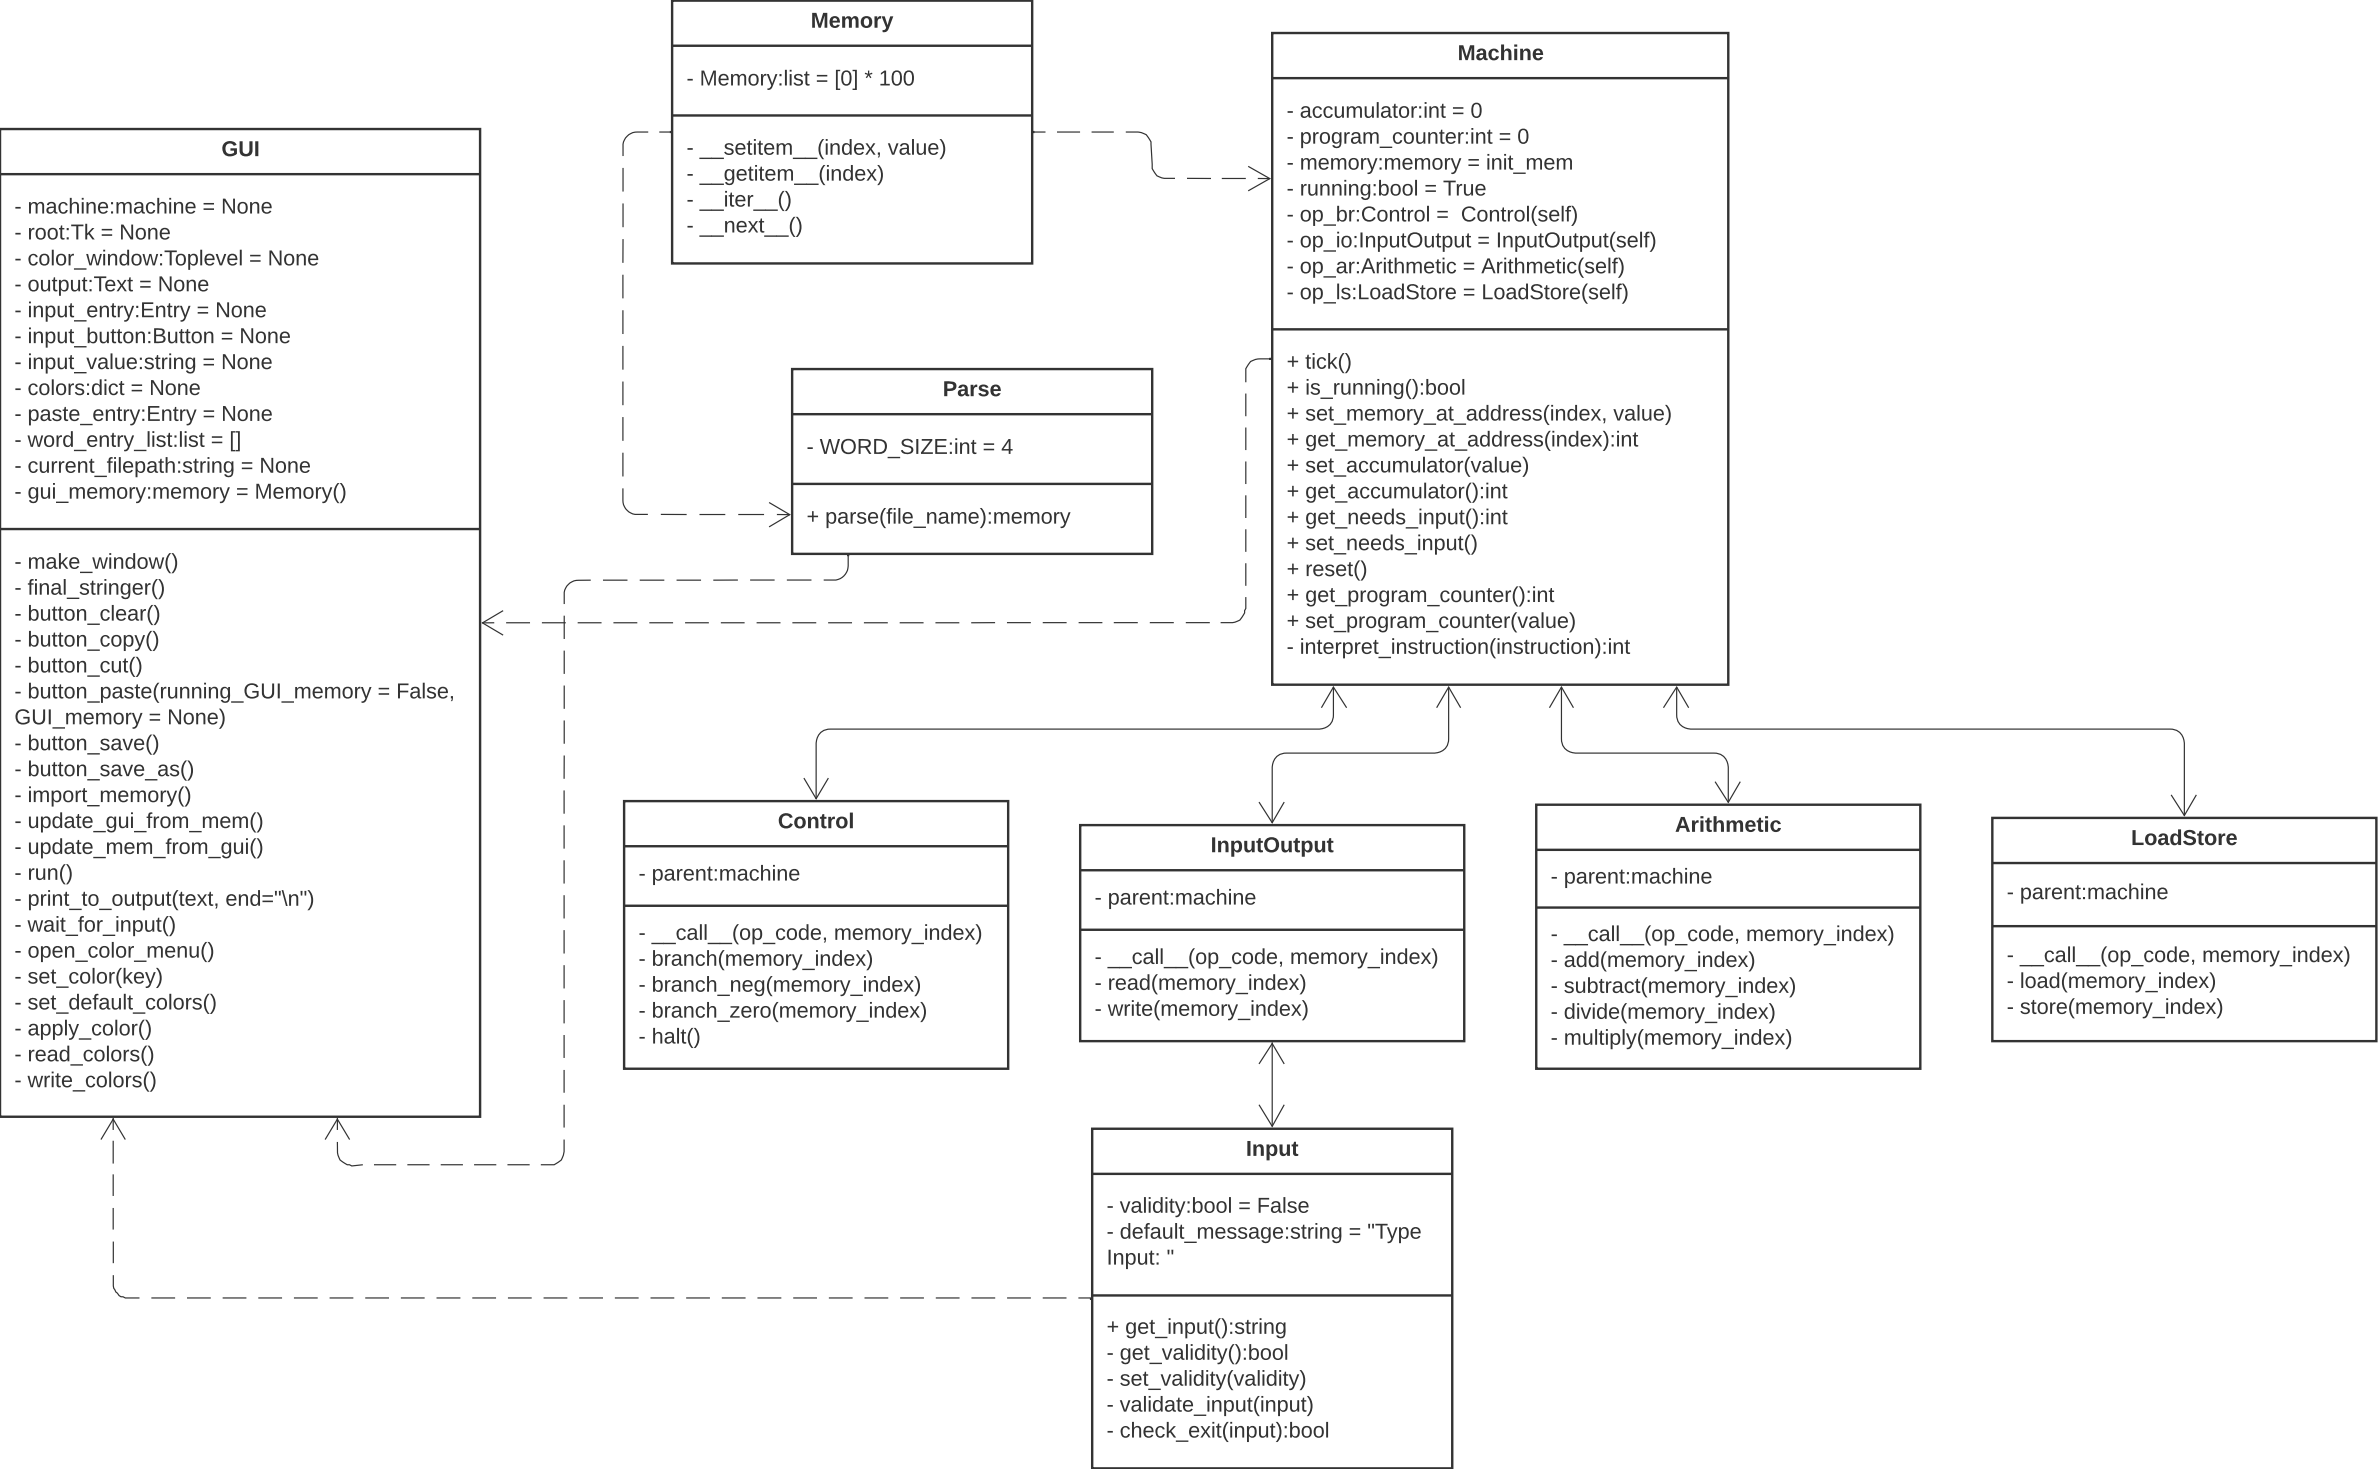 Memory
- Memory:list = [0] * 100
- __setitem__(index, value)
- __getitem__(index)
- __iter__()
- __next__()
Machine
- accumulator:int = 0
- program_counter:int = 0
- memory:memory = init_mem
- running:bool = True
- op_br:Control =  Control(self)
- op_io:InputOutput = InputOutput(self)
- op_ar:Arithmetic = Arithmetic(self)
- op_ls:LoadStore = LoadStore(self)
+ tick()
+ is_running():bool
+ set_memory_at_address(index, value)
+ get_memory_at_address(index):int
+ set_accumulator(value)
+ get_accumulator():int
+ get_needs_input():int
+ set_needs_input()
+ reset()
+ get_program_counter():int
+ set_program_counter(value)
- interpret_instruction(instruction):int
GUI
- machine:machine = None
- root:Tk = None
- color_window:Toplevel = None
- output:Text = None
- input_entry:Entry = None
- input_button:Button = None
- input_value:string = None
- colors:dict = None
- paste_entry:Entry = None
- word_entry_list:list = []
- current_filepath:string = None
- gui_memory:memory = Memory()
- make_window()
- final_stringer()
- button_clear()
- button_copy()
- button_cut()
- button_paste(running_GUI_memory = False,
GUI_memory = None)
- button_save()
- button_save_as()
- import_memory()
- update_gui_from_mem()
- update_mem_from_gui()
- run()
- print_to_output(text, end="\n")
- wait_for_input()
- open_color_menu()
- set_color(key)
- set_default_colors()
- apply_color()
- read_colors()
- write_colors()
Parse
- WORD_SIZE:int = 4
+ parse(file_name):memory
Control
- parent:machine
- __call__(op_code, memory_index)
- branch(memory_index)
- branch_neg(memory_index)
- branch_zero(memory_index)
- halt()
InputOutput
- parent:machine
- __call__(op_code, memory_index)
- read(memory_index)
- write(memory_index)
Arithmetic
- parent:machine
- __call__(op_code, memory_index)
- add(memory_index)
- subtract(memory_index)
- divide(memory_index)
- multiply(memory_index)
LoadStore
- parent:machine
- __call__(op_code, memory_index)
- load(memory_index)
- store(memory_index)
Input
- validity:bool = False
- default_message:string = "Type
Input: "
+ get_input():string
- get_validity():bool
- set_validity(validity)
- validate_input(input)
- check_exit(input):bool